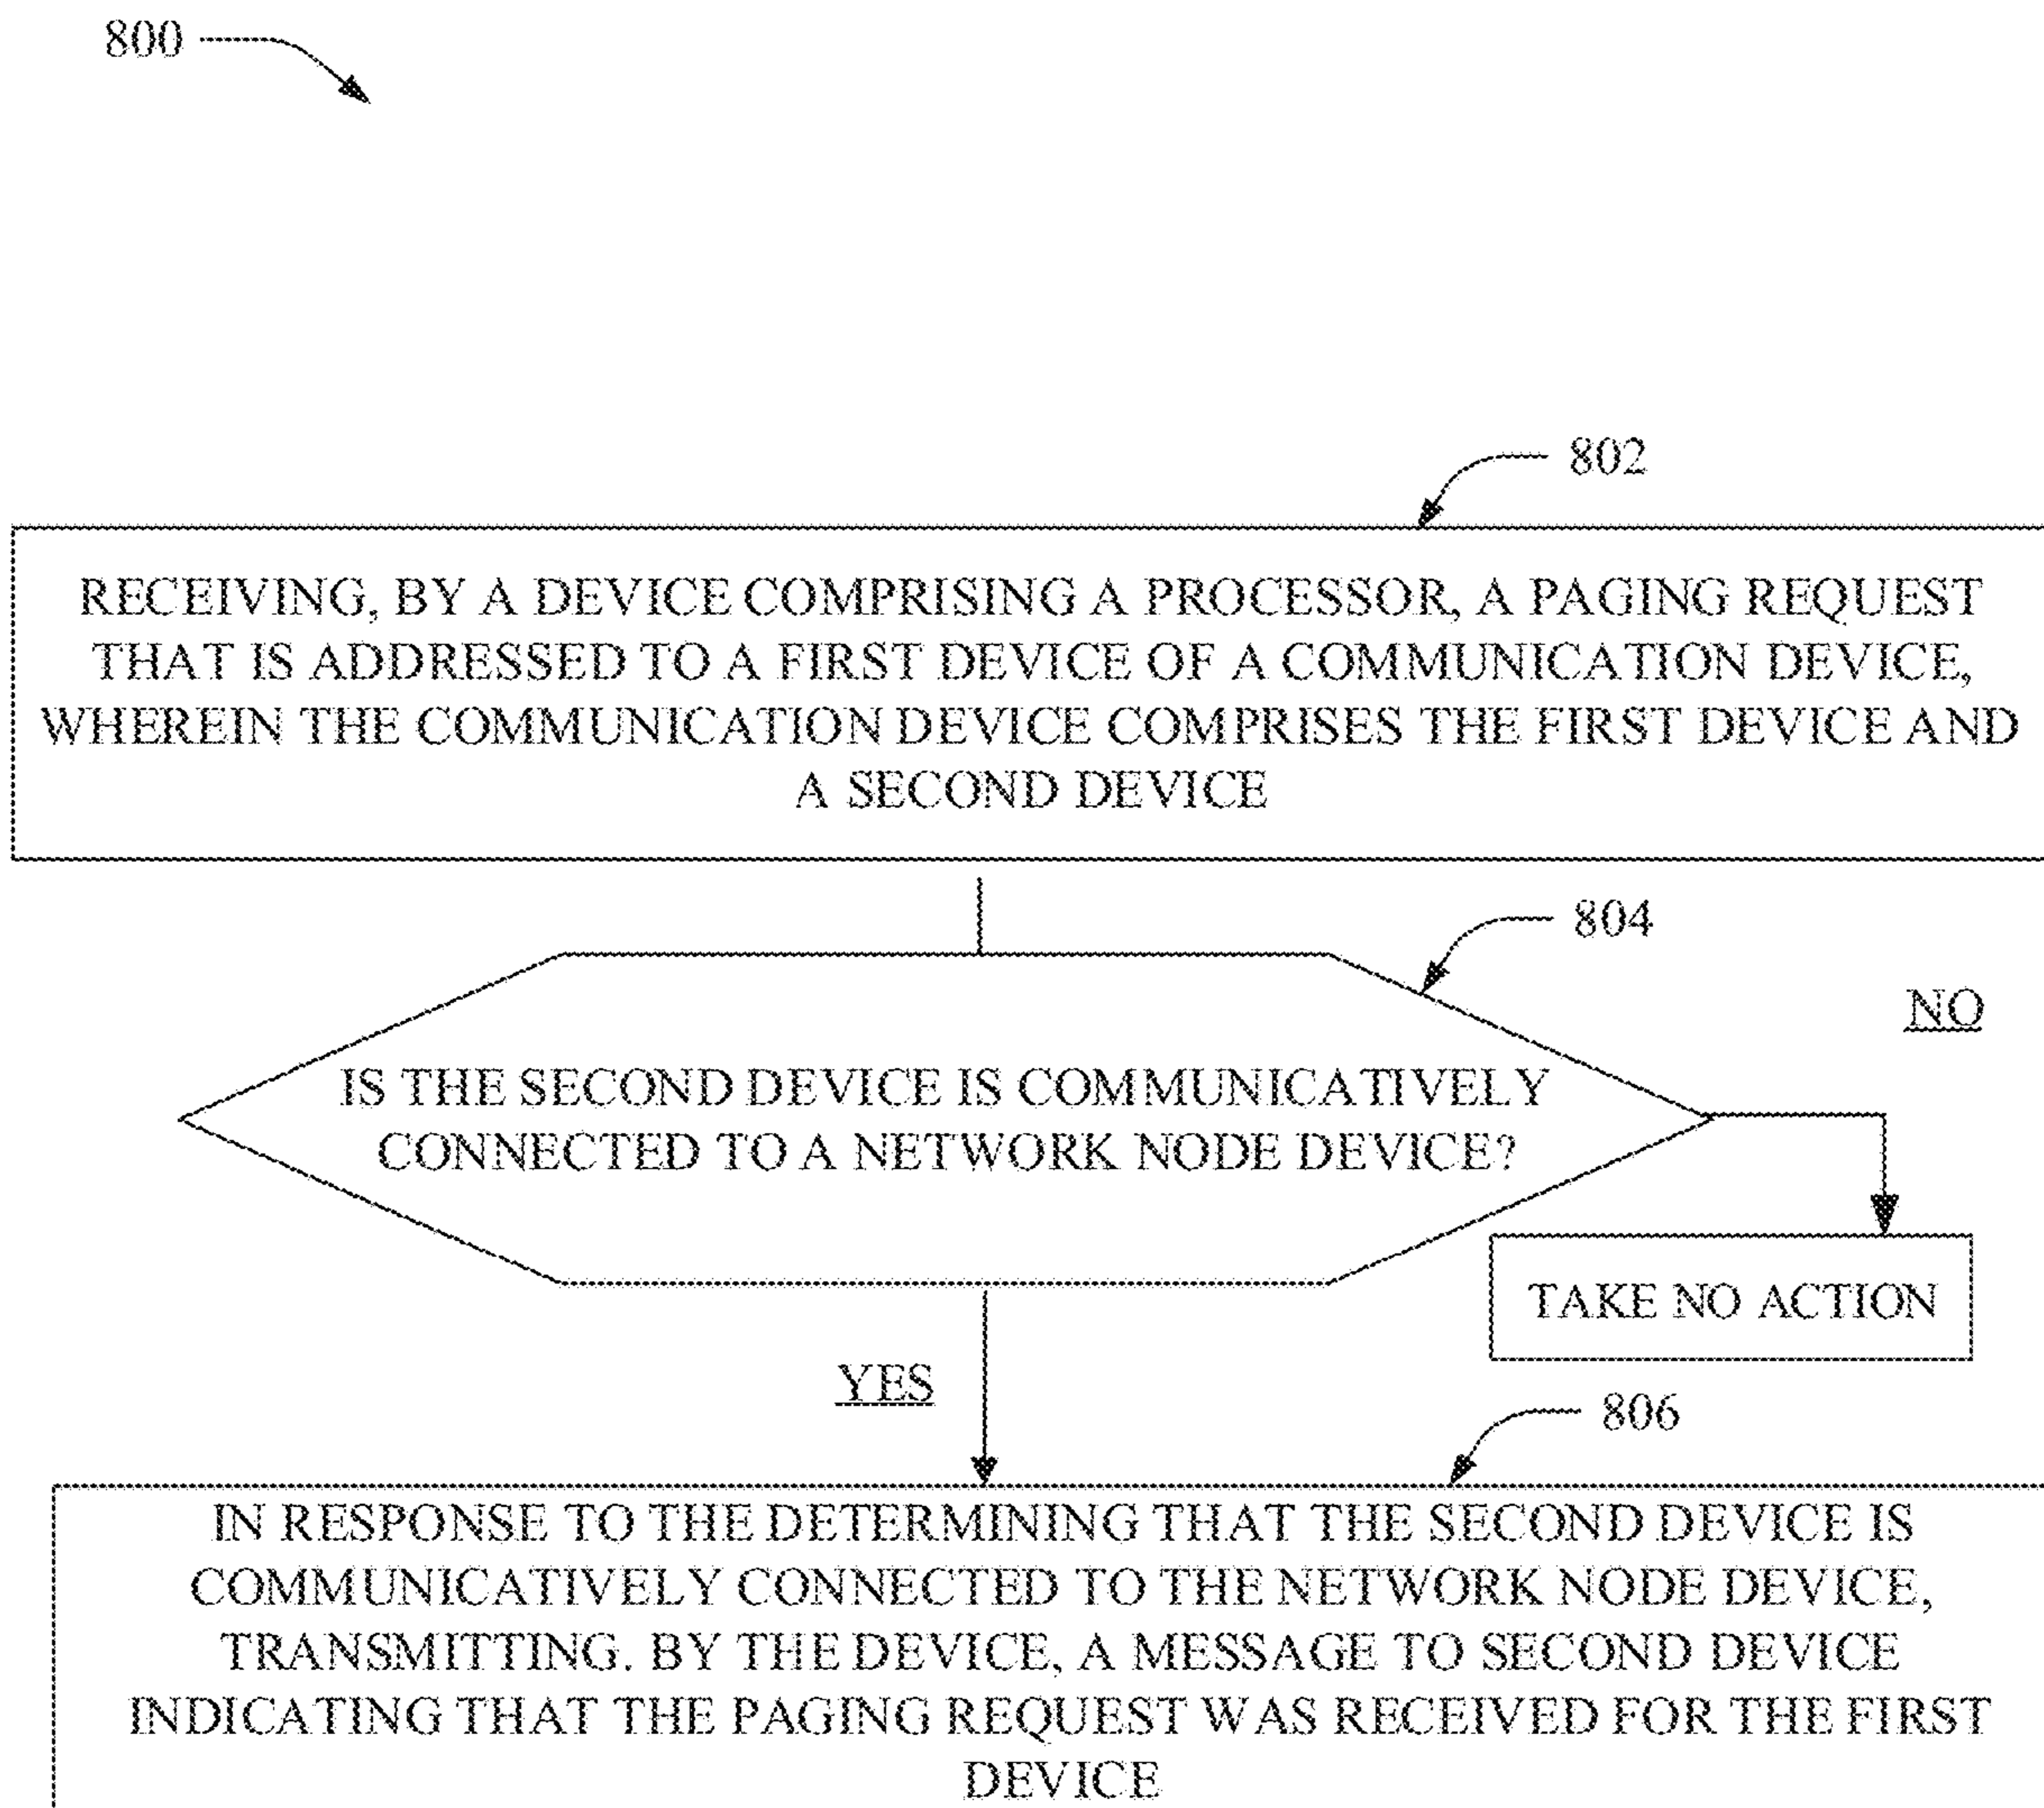 800
802
RECEIVING, BY A DEVICE COMPRISING A PROCESSOR, A PAGING REQUEST
THAT IS ADDRESSED TO A FIRST DEVICE OF A COMMUNICATION DEVICE,
WHEREIN THE COMMUNICATION DEVICE COMPRISES THE FIRST DEVICE AND
A SECOND DEVICE
804
NO
IS THE SECOND DEVICE IS COMMUNICATIVELY
CONNECTED TO A NETWORK NODE DEVICE?
TAKE NO ACTION
YES
806
IN RESPONSE TO THE DETERMINING THAT THE SECOND DEVICE IS
COMMUNICATIVELY CONNECTED TO THE NETWORK NODE DEVICE,
TRANSMITTING. BY THE DEVICE, A MESSAGE TO SECOND DEVICE
INDICATING THAT THE PAGING REQUEST WAS RECEIVED FOR THE FIRST
DEVICE